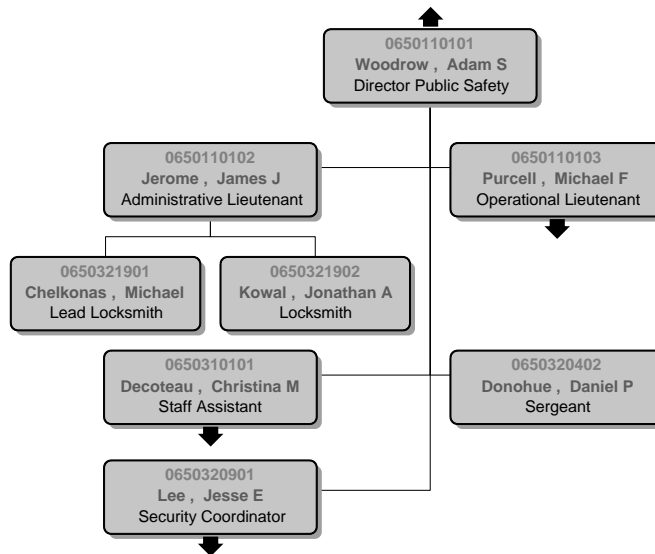 0650110101
Woodrow , Adam S
Director Public Safety
0650110102
Jerome , James J
Administrative Lieutenant
0650110103
Purcell , Michael F
Operational Lieutenant
0650321901
Chelkonas , Michael
Lead Locksmith
0650321902
Kowal , Jonathan A
Locksmith
0650310101
Decoteau , Christina M
Staff Assistant
0650320402
Donohue , Daniel P
Sergeant
0650320901
Lee , Jesse E
Security Coordinator